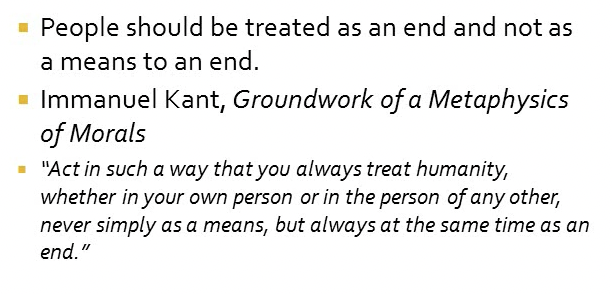 People should be treated as an end and not as
a means to an end.
Immanuel Kant, Groundwork of a Metaphysics
of Morals
"Act in such a way that you always treat humanity,
whether in your own person or in the person of any other,
never simply as a means, but always at the same time as an
end."